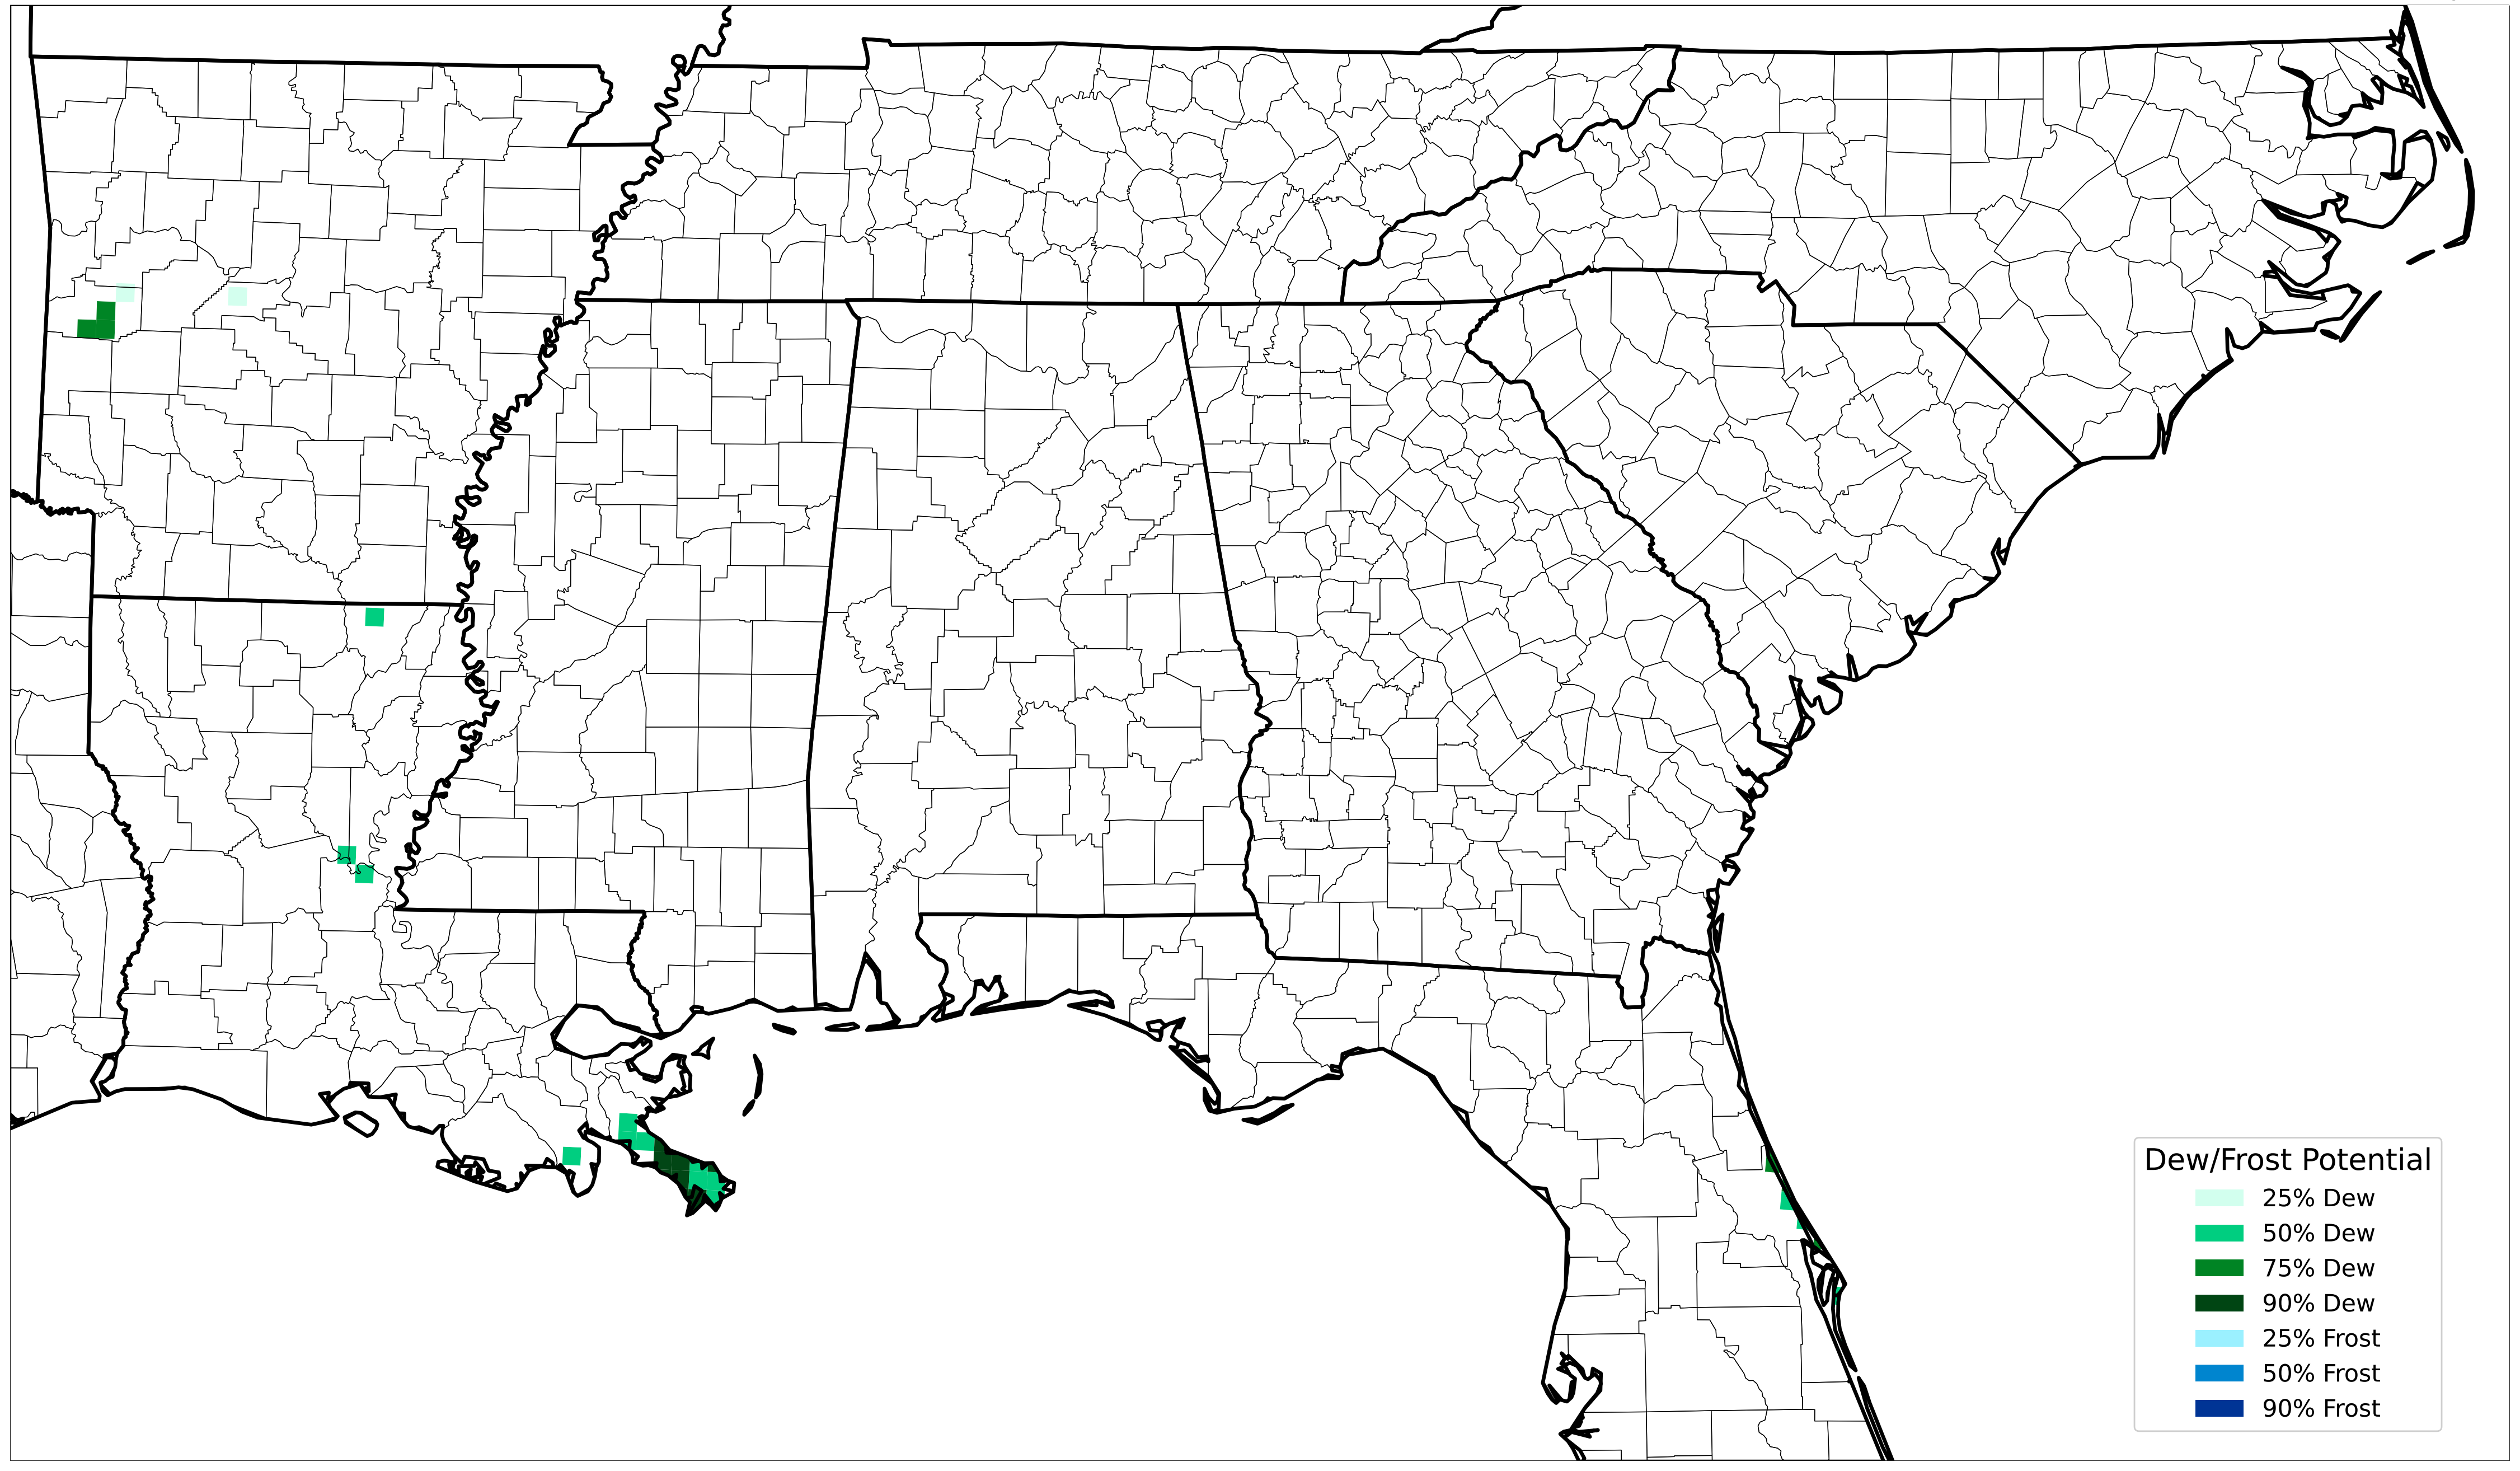 Dew/Frost Potential
25% Dew
50% Dew
75% Dew
90% Dew
25% Frost
50% Frost
90% Frost